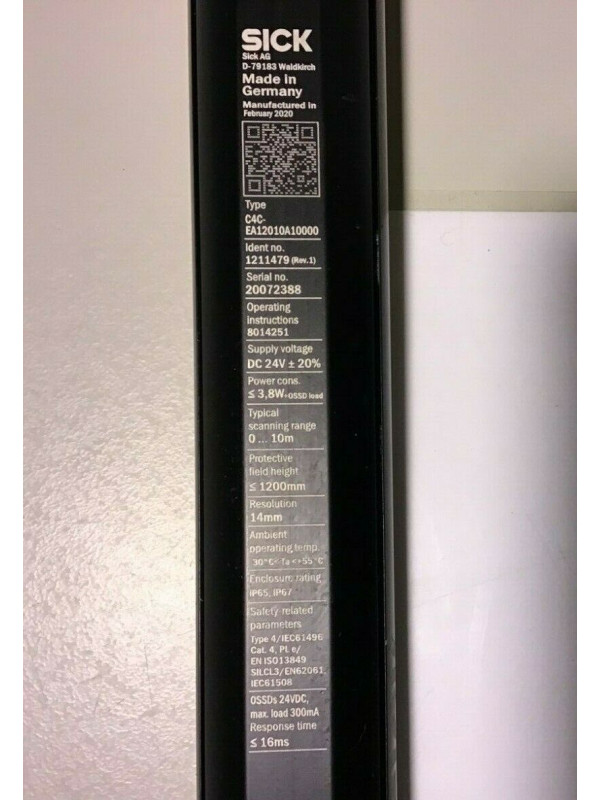 SICK
Sick AG
D-79183 Waldkirch
Made in
Germany
Manufactured in
February 2020
Type
C4C-
EA12010A10000
Ident no.
1211479 (Rev.1)
Serial no.
20072388
Operating
instructions
8014251
Supply voltage
DC 24V ± 20%
Power cons.
≤ 3,8W+OSSD load
Typical
scanning range
0 ... 10m
Protective
field height
≤ 1200mm
Resolution
14mm
Ambient
operating temp.
30°C< Ta <+55°C
Enclosure rating
IP65, IP67
Safety-related
parameters
Type 4/IEC61496
Cat. 4, PL e/
EN ISO13849
SILCL3/EN62061,
IEC61508
OSSDs 24VDC,
max. load 300mA
Response time
≤ 16ms